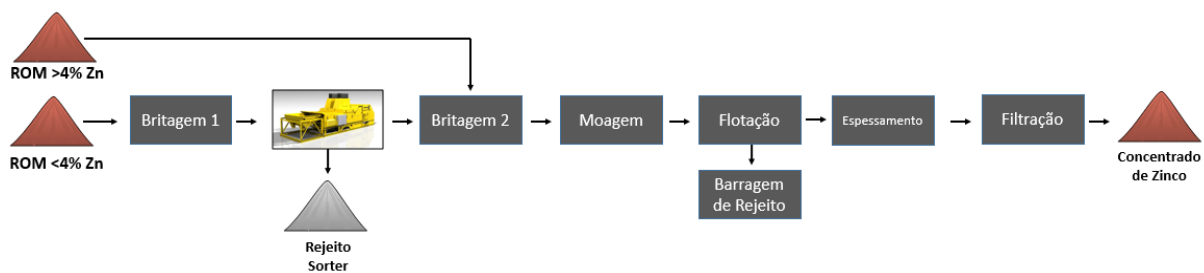 ROM >4% Zn
ROM <4% Zn
Britagem 1
Britagem 2
Moagem
Flotação
Espessamento
Filtração
Concentrado
de Zinco
Barragem
de Rejeito
Rejeito
Sorter